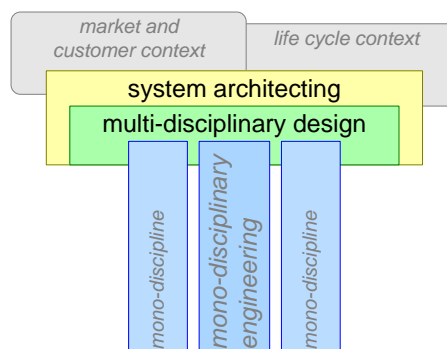 market and
customer context
life cycle context
system architecting
multi-disciplinary design
mono-discipline
mono-disciplinary
engineering
mono-discipline